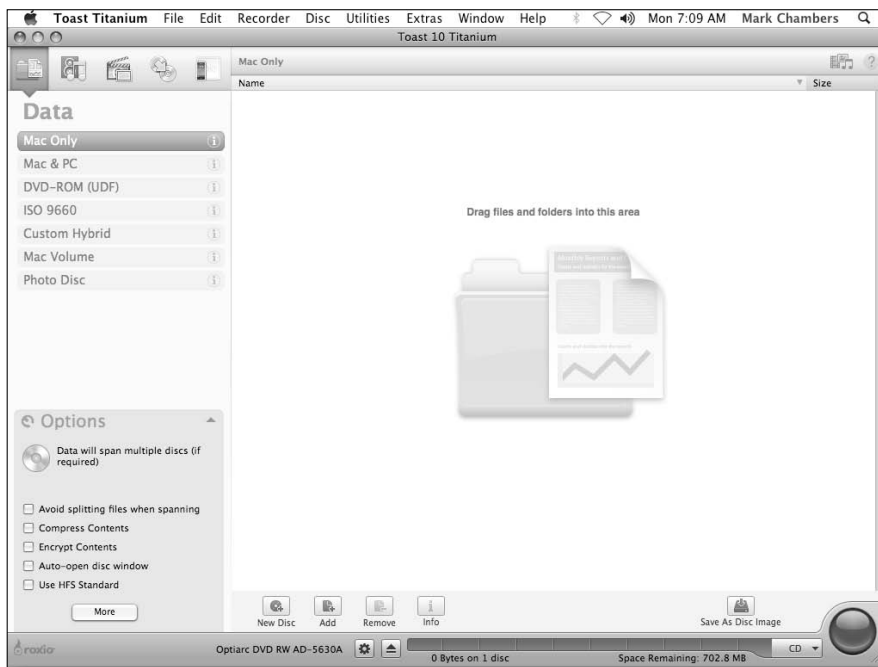 Toast Titanium File Edit Recorder Disc Utilities Extras Window Help Mon 7:09 AM Mark Chambers
Toast 10 Titanium
Mac Only
Name Size
Data
Mac Only
Mac & PC
DVD-ROM (UDF)
ISO 9660
Custom Hybrid
Mac Volume
Photo Disc
Drag files and folders into this area
Options
Data will span multiple discs (if
required)
Avoid splitting files when spanning
Compress Contents
Encrypt Contents
Auto-open disc window
Use HFS Standard
More
New Disc Add Remove Info Save As Disc Image
roxio Optiarc DVD RW AD-5630A CD
0 Bytes on 1 disc Space Remaining: 702.8 MB